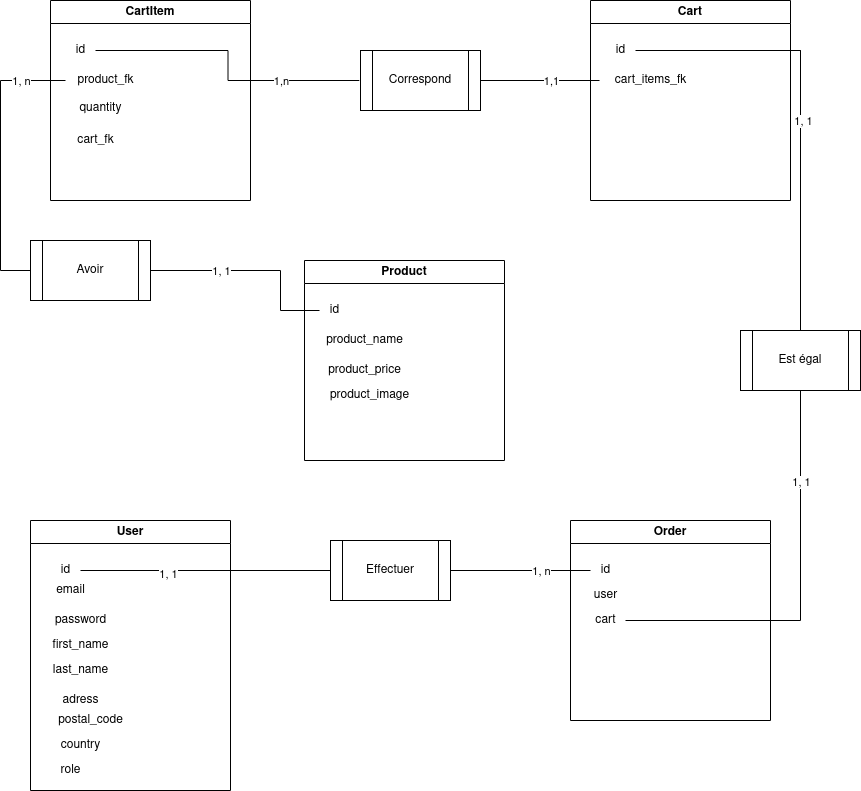 CartItem
id
product_fk
quantity
cart_fk
1, n
1,n
Correspond
1,1
Cart
id
cart_items_fk
1, 1
Avoir
1, 1
Product
id
product_name
product_price
product_image
Est égal
1, 1
User
id
email
password
first_name
last_name
adress
postal_code
country
role
1, 1
Effectuer
1, n
Order
id
user
cart